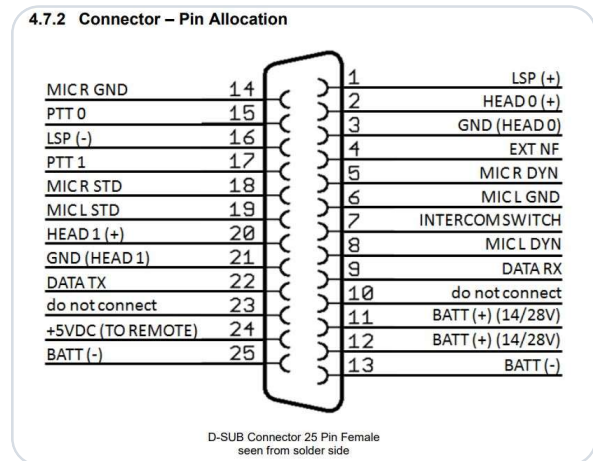 4.7.2 Connector – Pin Allocation
MIC R GND 14
PTT 0 15
LSP (-) 16
PTT 1 17
MIC R STD 18
MIC L STD 19
HEAD 1 (+) 20
GND (HEAD 1) 21
DATA TX 22
do not connect 23
+5VDC (TO REMOTE) 24
BATT (-) 25
1 LSP (+)
2 HEAD 0 (+)
3 GND (HEAD 0)
4 EXT NF
5 MIC R DYN
6 MIC L GND
7 INTERCOM SWITCH
8 MIC L DYN
9 DATA RX
10 do not connect
11 BATT (+) (14/28V)
12 BATT (+) (14/28V)
13 BATT (-)
D-SUB Connector 25 Pin Female
seen from solder side